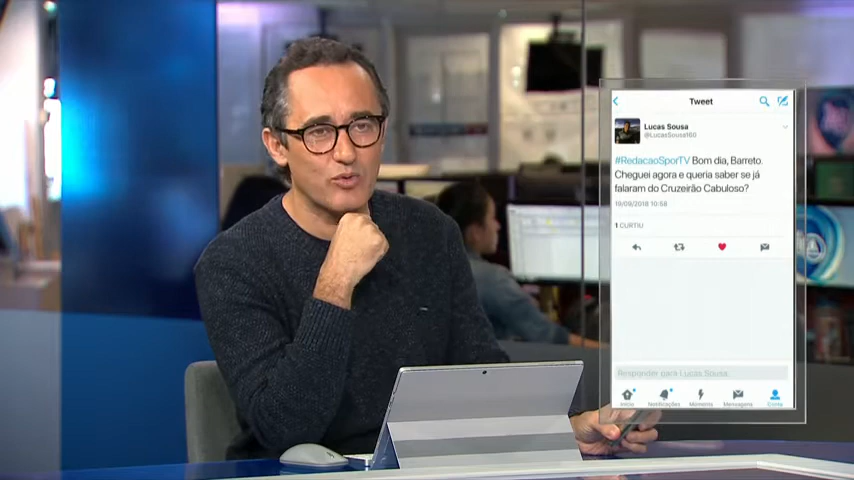 Tweet
Lucas Sousa
@LucasSousa160
#RedacaoSporTV Bom dia, Barreto.
Cheguei agora e queria saber se já
falaram do Cruzeirão Cabuloso?
19/09/2018 10:58
1 CURTIU
Responder para Lucas Sousa
Início Notificações Momento Mensagens Conta